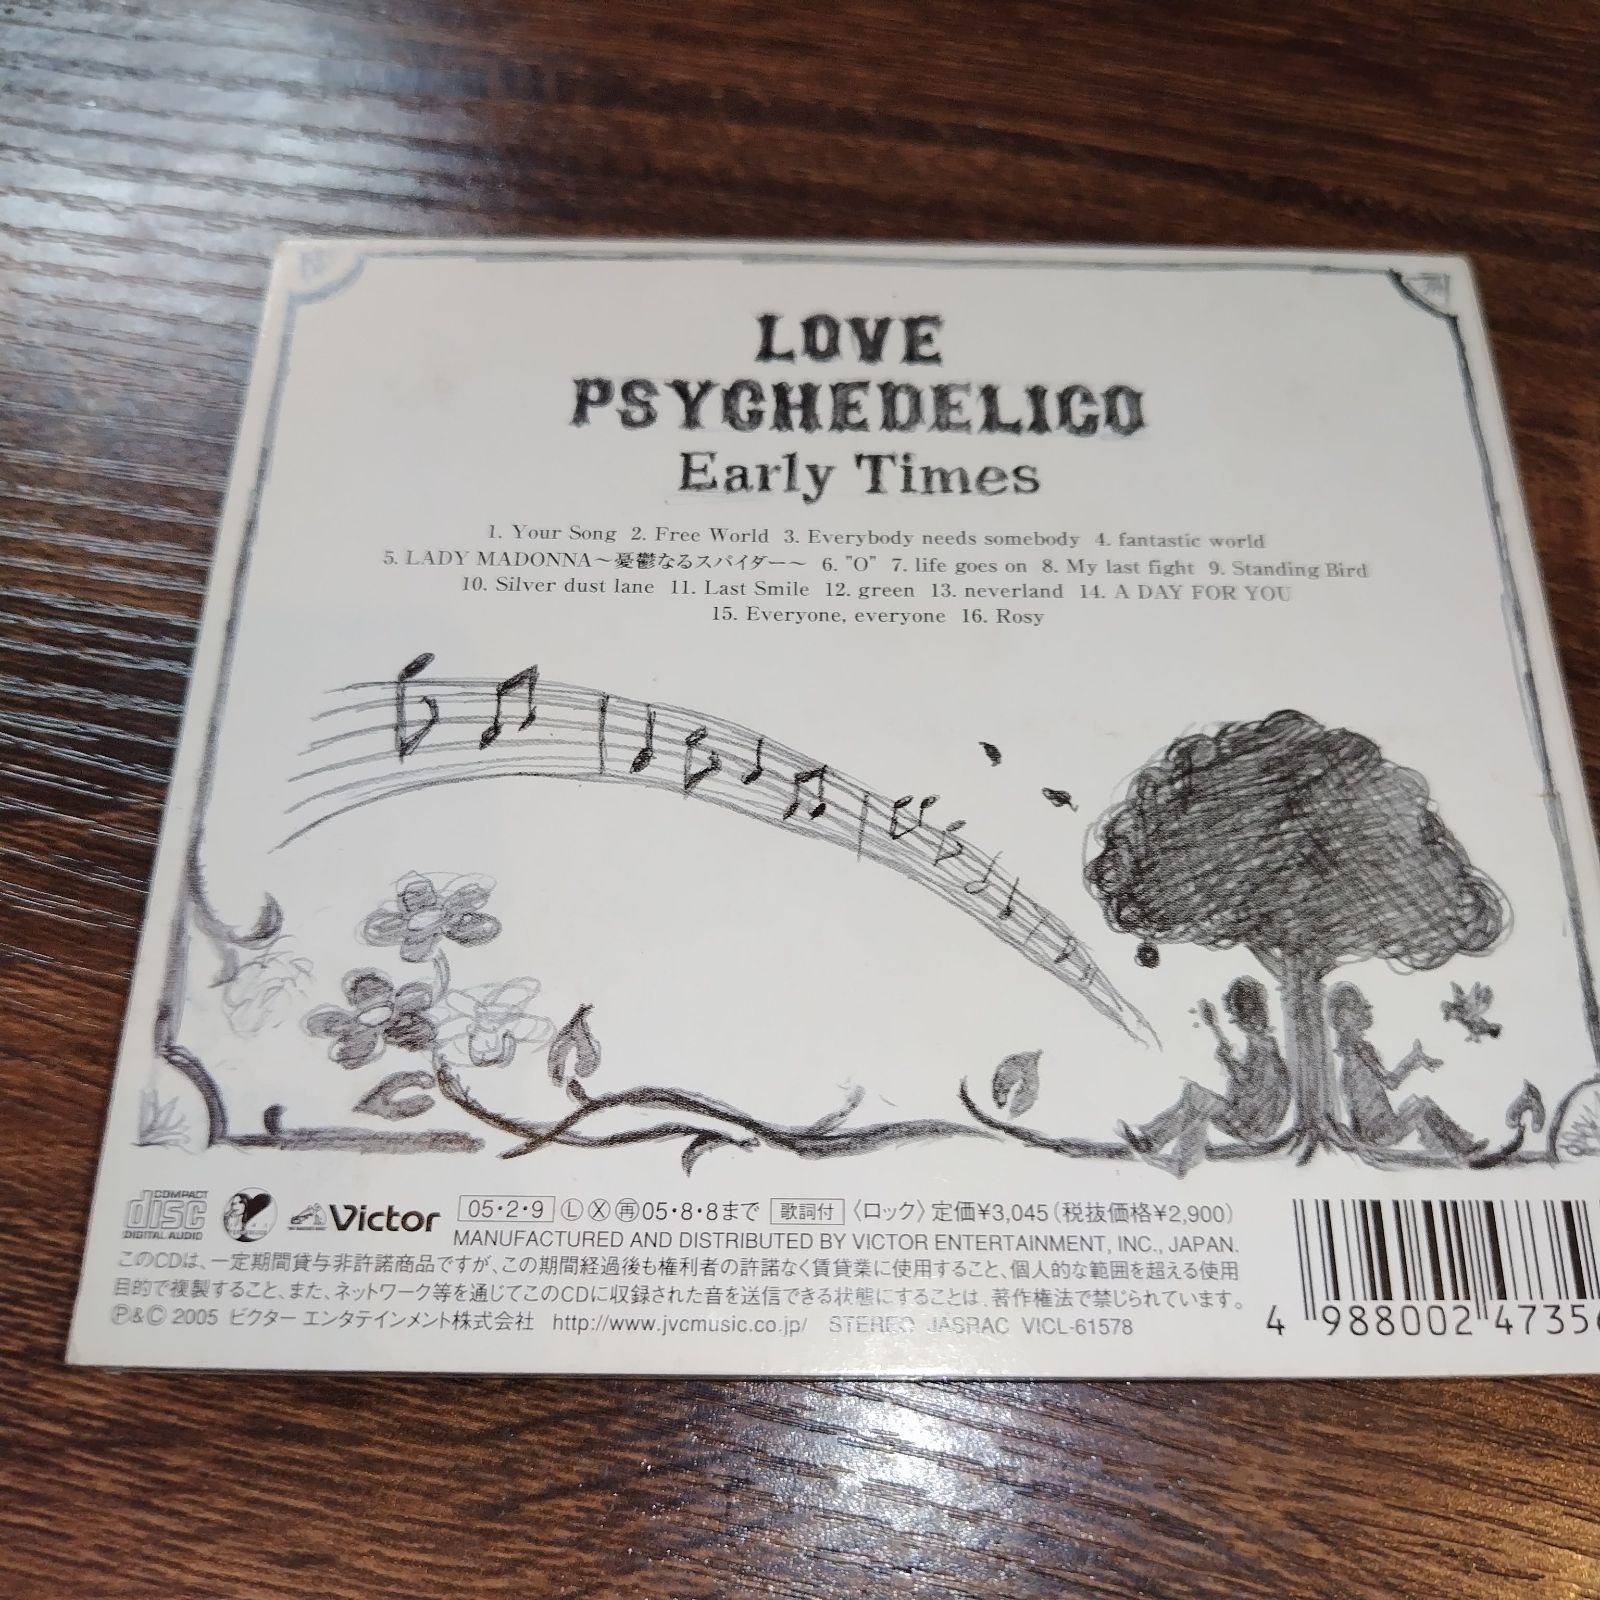 LOVE
PSYCHEDELICO
Early Times
1. Your Song 2. Free World 3. Everybody needs somebody 4. fantastic world
5. LADY MADONNA～憂鬱なるスパイダー～ 6. "O" 7. life goes on 8. My last fight 9. Standing Bird
10. Silver dust lane 11. Last Smile 12. green 13. neverland 14. A DAY FOR YOU
15. Everyone, everyone 16. Rosy
COMPACT
disc
DIGITAL AUDIO
Victor
05・2・9 Ⓛ Ⓧ ㊢05・8・8まで 歌詞付 〈ロック〉 定価¥3,045(税抜価格¥2,900)
MANUFACTURED AND DISTRIBUTED BY VICTOR ENTERTAINMENT, INC., JAPAN.
このCDは、一定期間貸与非許諾商品ですが、この期間経過後も権利者の許諾なく賃貸業に使用すること、個人的な範囲を超える使用
目的で複製すること、また、ネットワーク等を通じてこのCDに収録された音を送信できる状態にすることは、著作権法で禁じられています。
Ⓟ&© 2005 ビクター エンタテインメント株式会社 http://www.jvcmusic.co.jp/ STEREO JASRAC VICL-61578
4 988002 47356